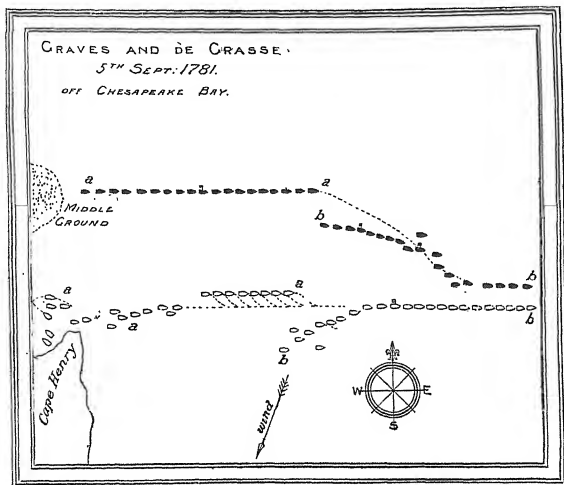 GRAVES AND DE GRASSE.
5TH SEPT: 1781.
OFF CHESAPEAKE BAY.
a
a
MIDDLE
GROUND
b
b
a
a
a
b
b
Cape Henry
wind
W
E
S